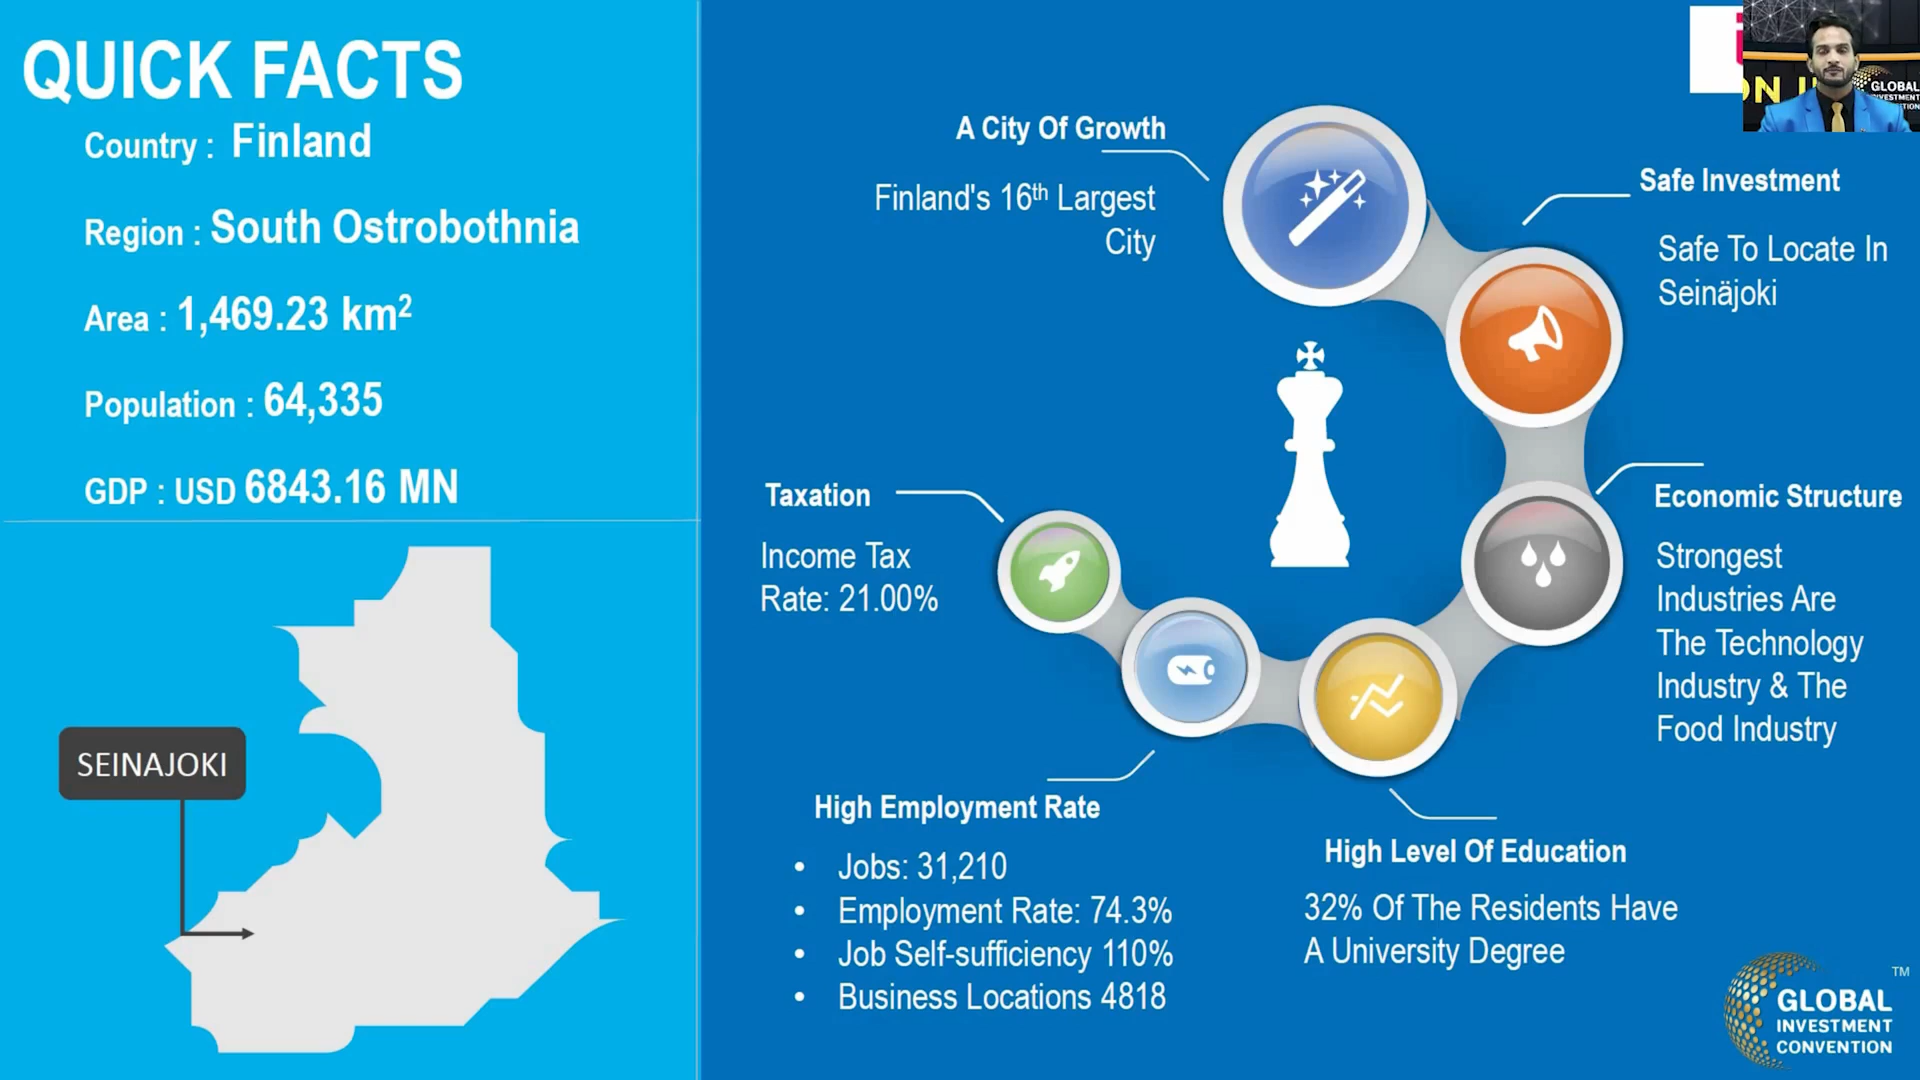 QUICK FACTS
Country : Finland
Region : South Ostrobothnia
Area : 1,469.23 km²
Population : 64,335
GDP : USD 6843.16 MN
SEINAJOKI
A City Of Growth
Finland's 16th Largest
City
Safe Investment
Safe To Locate In
Seinäjoki
Economic Structure
Strongest
Industries Are
The Technology
Industry & The
Food Industry
Taxation
Income Tax
Rate: 21.00%
High Employment Rate
• Jobs: 31,210
• Employment Rate: 74.3%
• Job Self-sufficiency 110%
• Business Locations 4818
High Level Of Education
32% Of The Residents Have
A University Degree
GLOBAL
INVESTMENT
CONVENTION
TM
GLOBAL
INVESTMENT